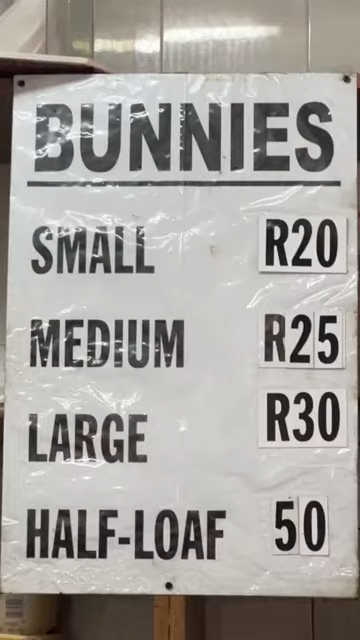 BUNNIES
SMALL R20
MEDIUM R25
LARGE R30
HALF-LOAF 50